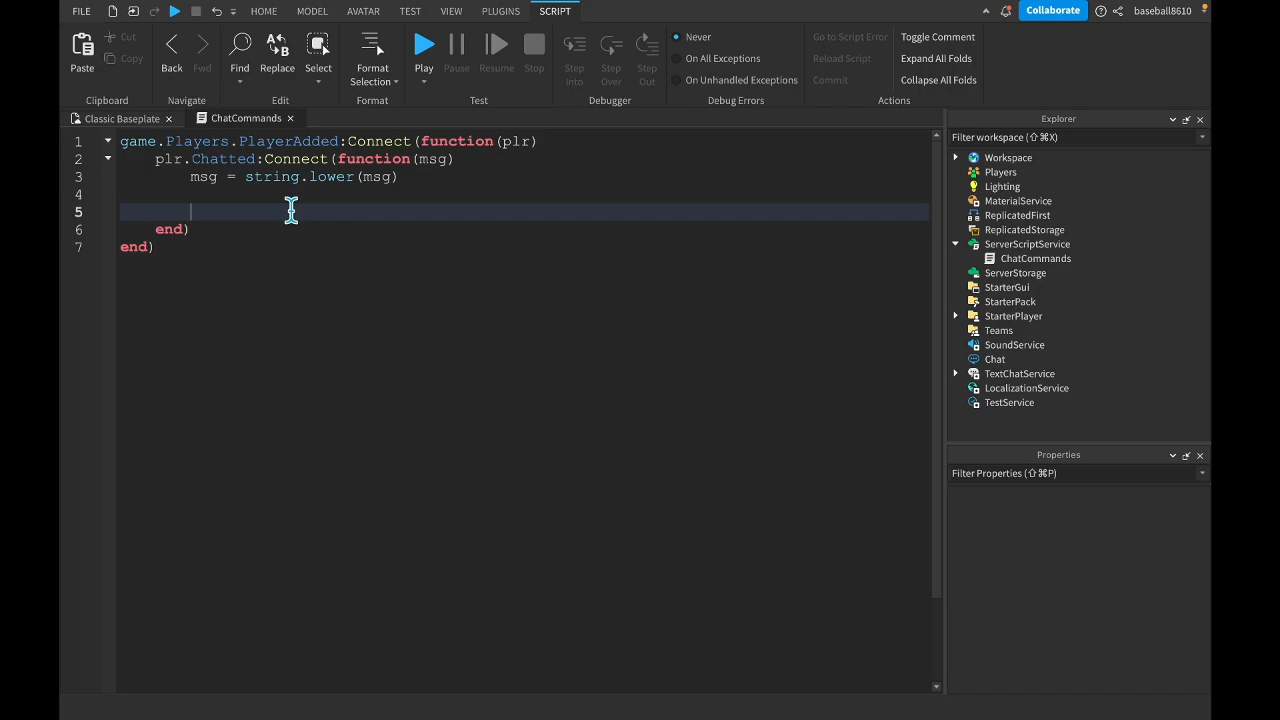 FILE HOME MODEL AVATAR TEST VIEW PLUGINS SCRIPT Collaborate baseball8610
Paste Cut Copy Back Fwd Find Replace Select Format Selection Play Pause Resume Stop Step Into Step Over Step Out Never On All Exceptions On Unhandled Exceptions Go to Script Error Reload Script Commit Toggle Comment Expand All Folds Collapse All Folds
Clipboard Navigate Edit Format Test Debugger Debug Errors Actions
Classic Baseplate ChatCommands
1 game.Players.PlayerAdded:Connect(function(plr)
2 plr.Chatted:Connect(function(msg)
3 msg = string.lower(msg)
4
5
6 end)
7 end)
Explorer
Filter workspace (⇧⌘X)
Workspace
Players
Lighting
MaterialService
ReplicatedFirst
ReplicatedStorage
ServerScriptService
ChatCommands
ServerStorage
StarterGui
StarterPack
StarterPlayer
Teams
SoundService
Chat
TextChatService
LocalizationService
TestService
Properties
Filter Properties (⇧⌘P)